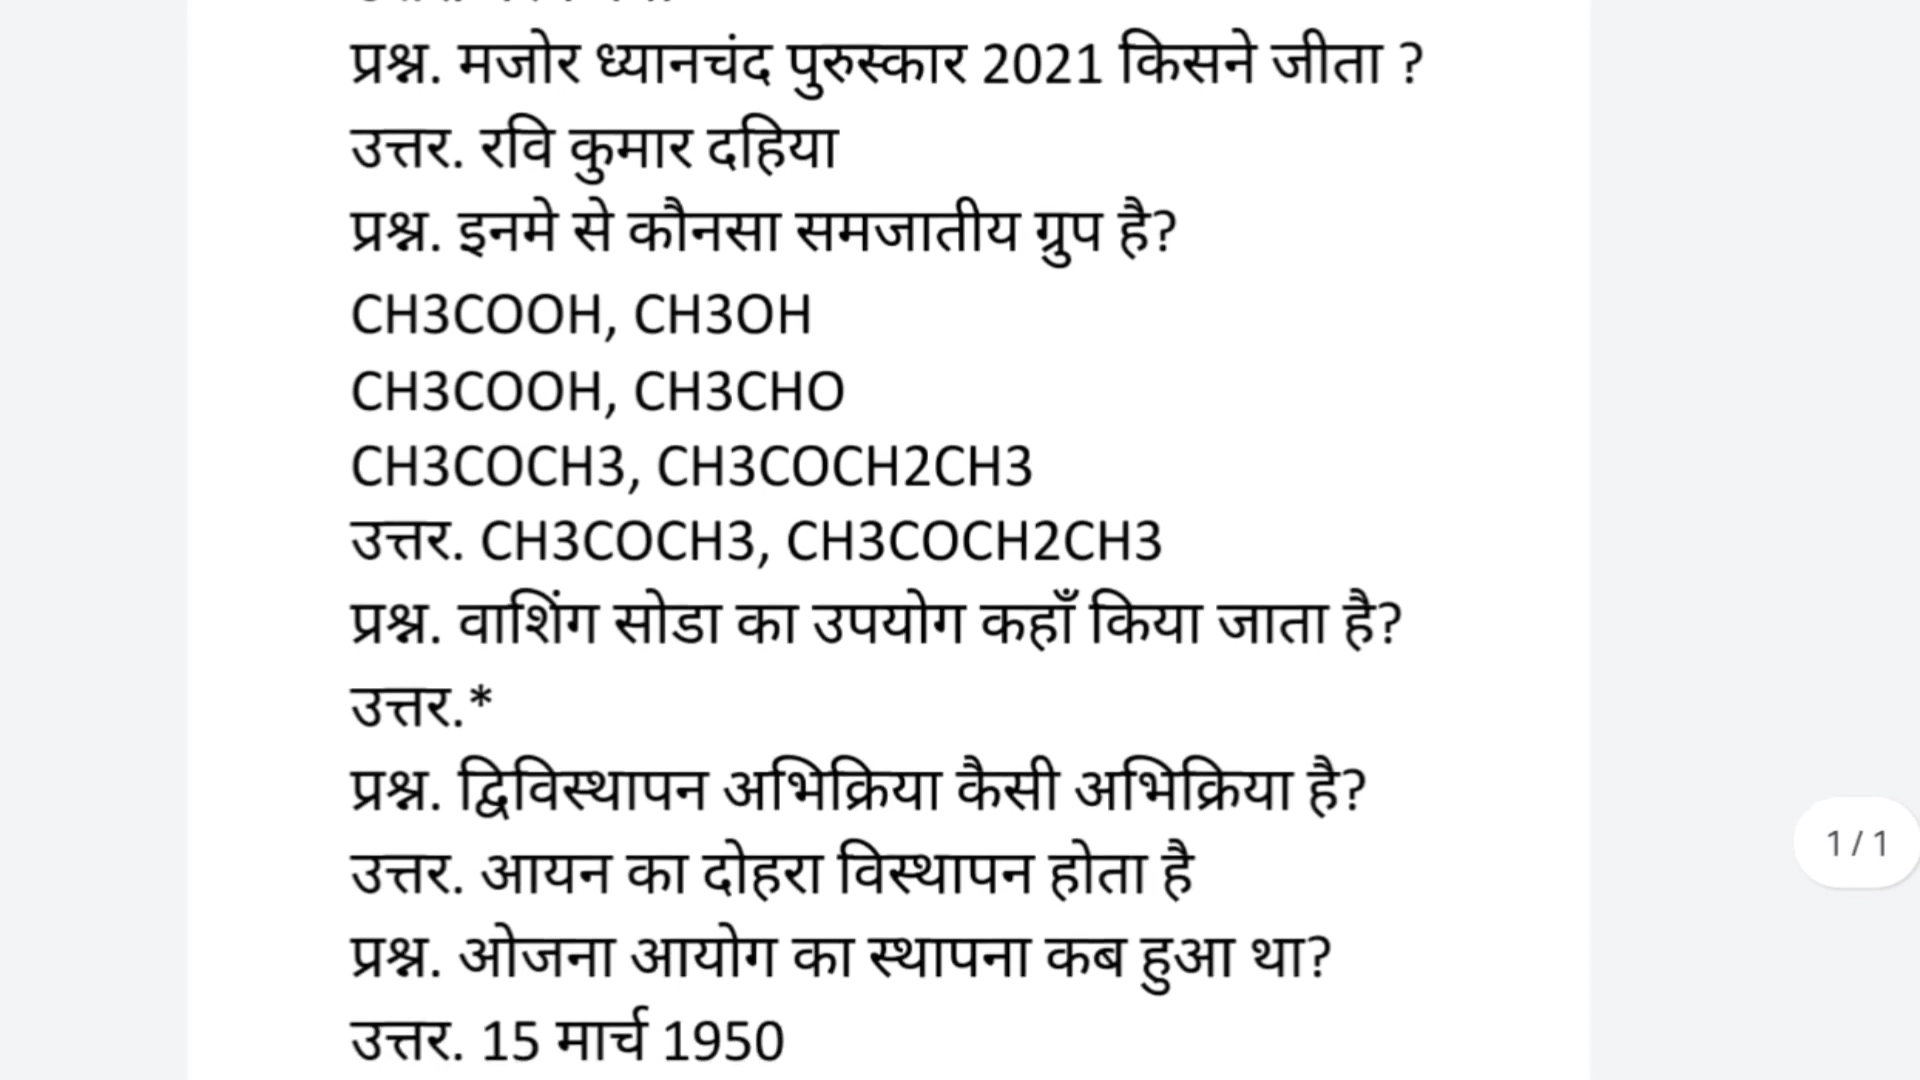 प्रश्न. मजोर ध्यानचंद पुरुस्कार 2021 किसने जीता ?
उत्तर. रवि कुमार दहिया
प्रश्न. इनमे से कौनसा समजातीय ग्रुप है?
CH3COOH, CH3OH
CH3COOH, CH3CHO
CH3COCH3, CH3COCH2CH3
उत्तर. CH3COCH3, CH3COCH2CH3
प्रश्न. वाशिंग सोडा का उपयोग कहाँ किया जाता है?
उत्तर.*
प्रश्न. द्विविस्थापन अभिक्रिया कैसी अभिक्रिया है?
1 / 1
उत्तर. आयन का दोहरा विस्थापन होता है
प्रश्न. ओजना आयोग का स्थापना कब हुआ था?
उत्तर. 15 मार्च 1950